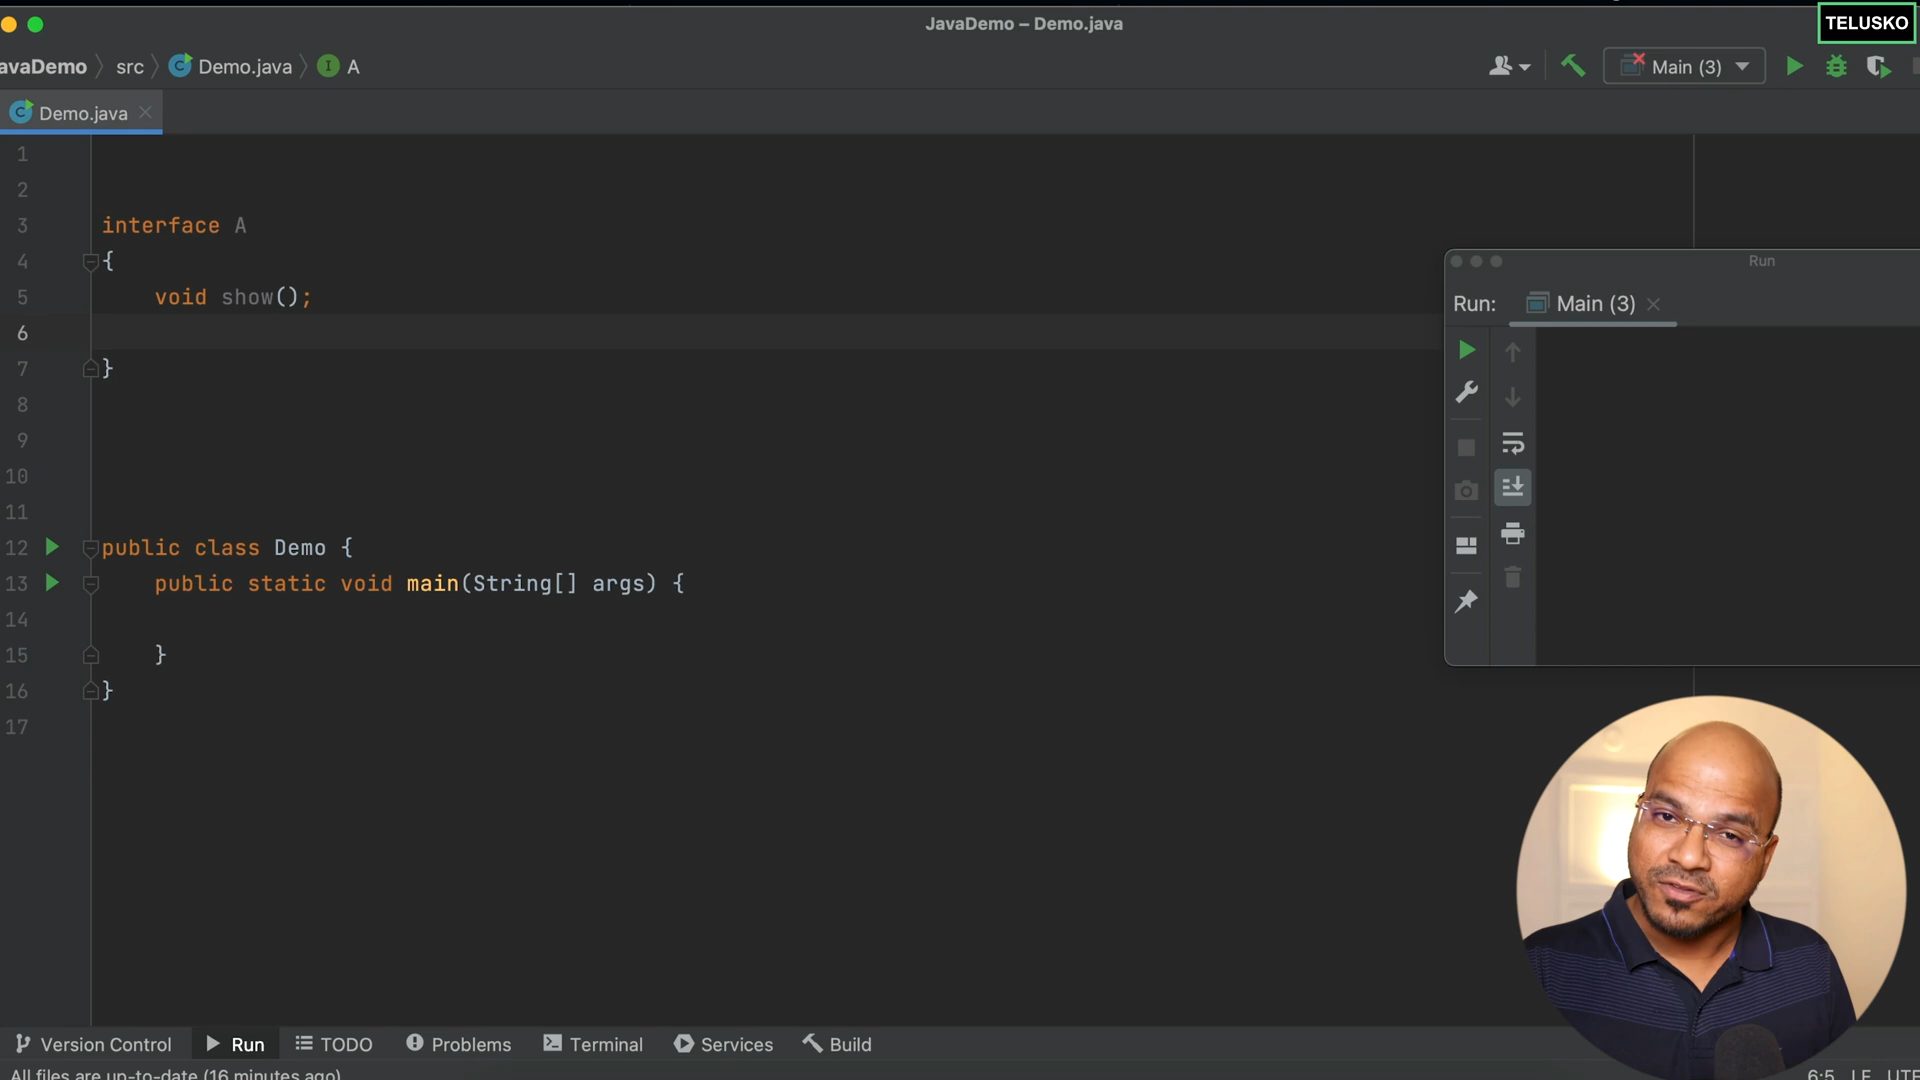 JavaDemo – Demo.java
TELUSKO
avaDemo src Demo.java I A
Main (3)
C Demo.java
1
2
3 interface A
4 {
5 void show();
6
7 }
8
9
10
11
12 public class Demo {
13 public static void main(String[] args) {
14
15 }
16 }
17
Run
Run: Main (3)
Version Control Run TODO Problems Terminal Services Build
All files are up-to-date (16 minutes ago)
6:5 LF UTF